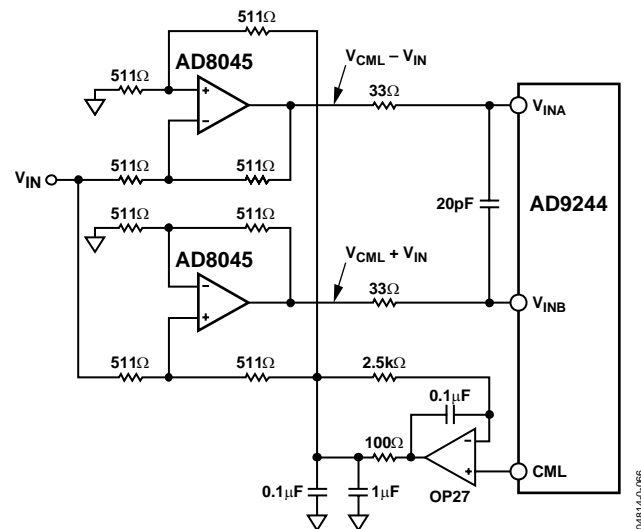 511Ω
AD8045
V_CML – V_IN
511Ω
+
33Ω
V_INA
–
V_IN
511Ω
511Ω
20pF
AD9244
511Ω
511Ω
AD8045
V_CML + V_IN
–
33Ω
V_INB
+
511Ω
511Ω
2.5kΩ
0.1μF
100Ω
–
+
CML
0.1μF
1μF
OP27
04814-0-066